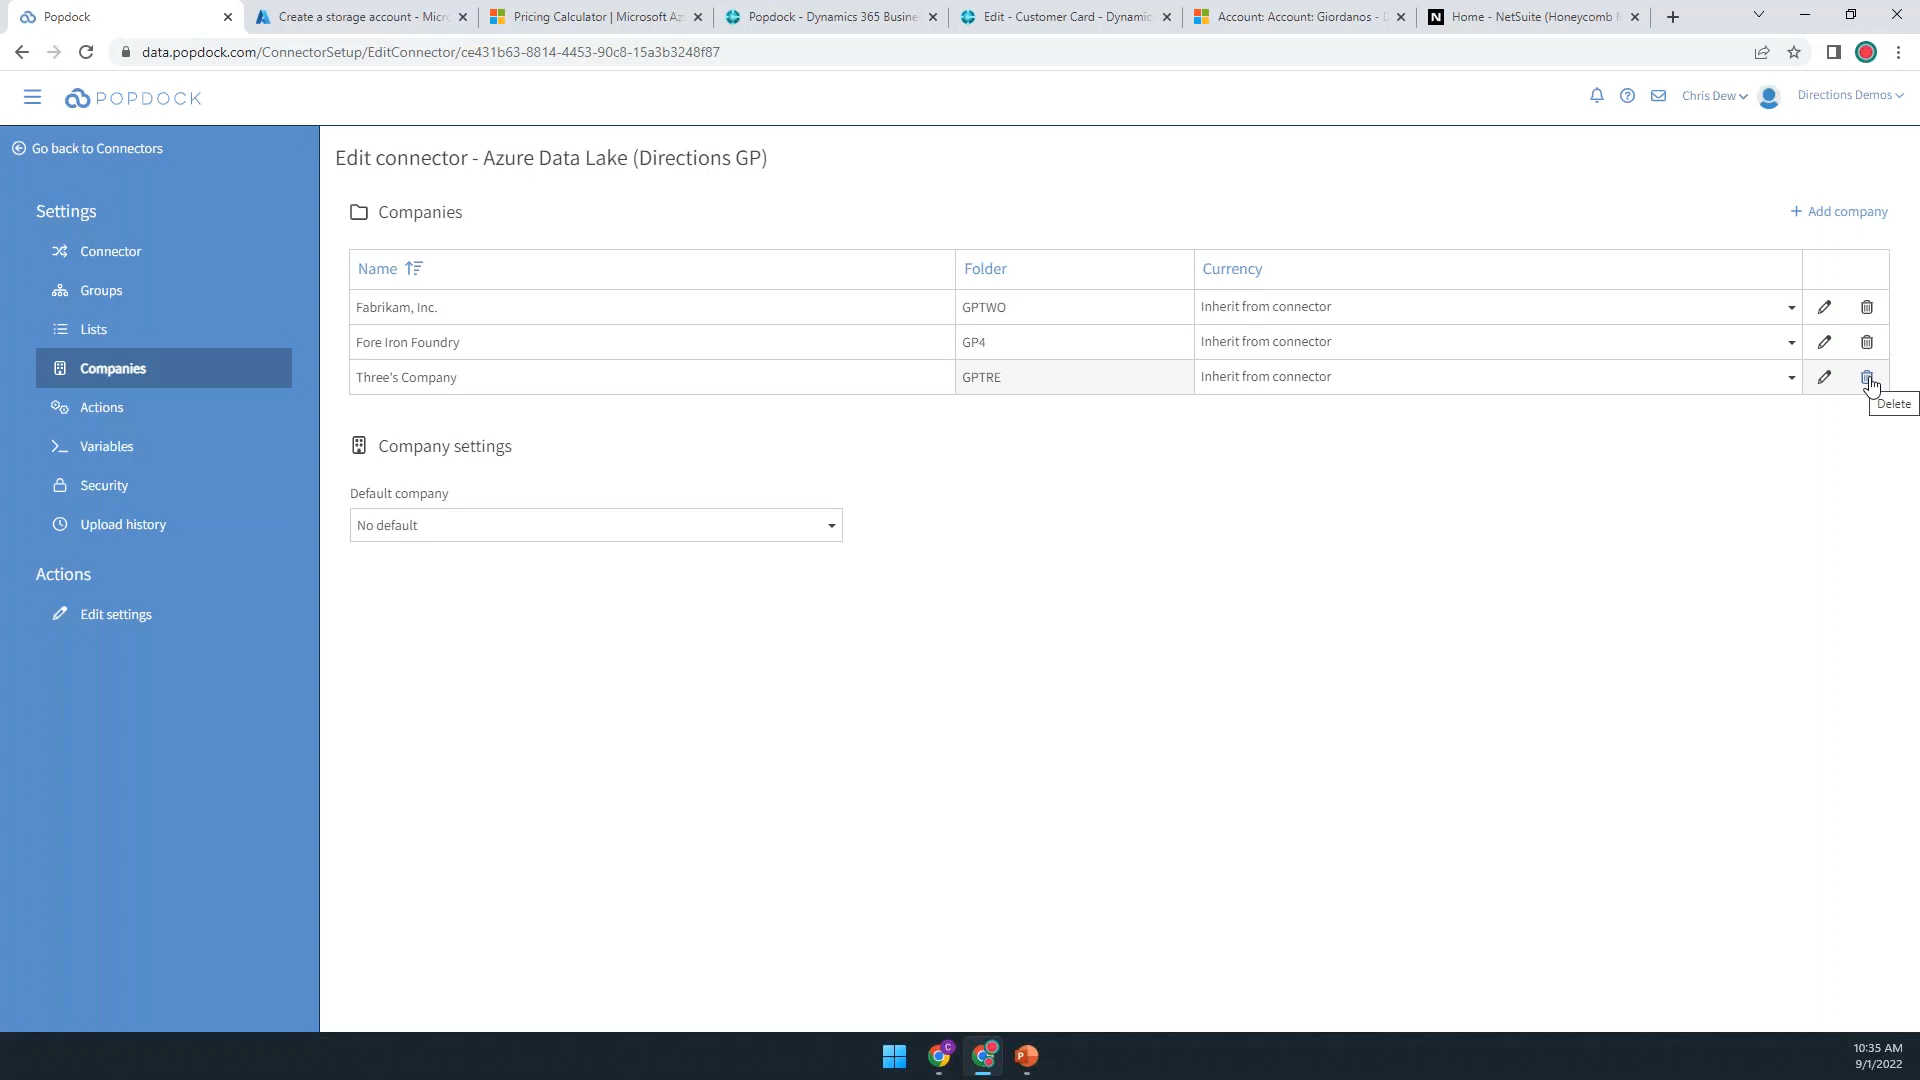 Popdock
Create a storage account - Micro
Pricing Calculator | Microsoft Az
Popdock - Dynamics 365 Busine
Edit - Customer Card - Dynamic
Account: Account: Giordanos - D
N Home - NetSuite (Honeycomb
data.popdock.com/ConnectorSetup/EditConnector/ce431b63-8814-4453-90c8-15a3b3248f87
POPDOCK
Chris Dew
Directions Demos
Go back to Connectors
Settings
Connector
Groups
Lists
Companies
Actions
Variables
Security
Upload history
Actions
Edit settings
Edit connector - Azure Data Lake (Directions GP)
Companies
+ Add company
Name Folder Currency
Fabrikam, Inc. GPTWO Inherit from connector
Fore Iron Foundry GP4 Inherit from connector
Three's Company GPTRE Inherit from connector
Delete
Company settings
Default company
No default
C
P
10:35 AM
9/1/2022